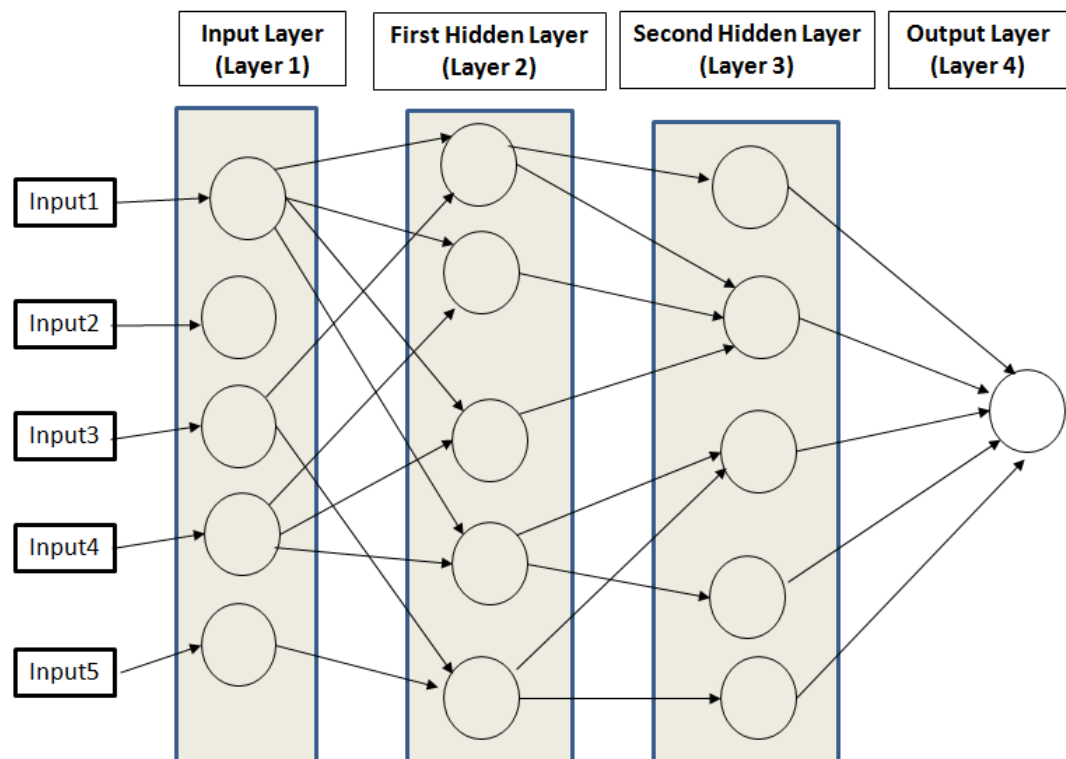 Input Layer
(Layer 1)
First Hidden Layer
(Layer 2)
Second Hidden Layer
(Layer 3)
Output Layer
(Layer 4)
Input1
Input2
Input3
Input4
Input5